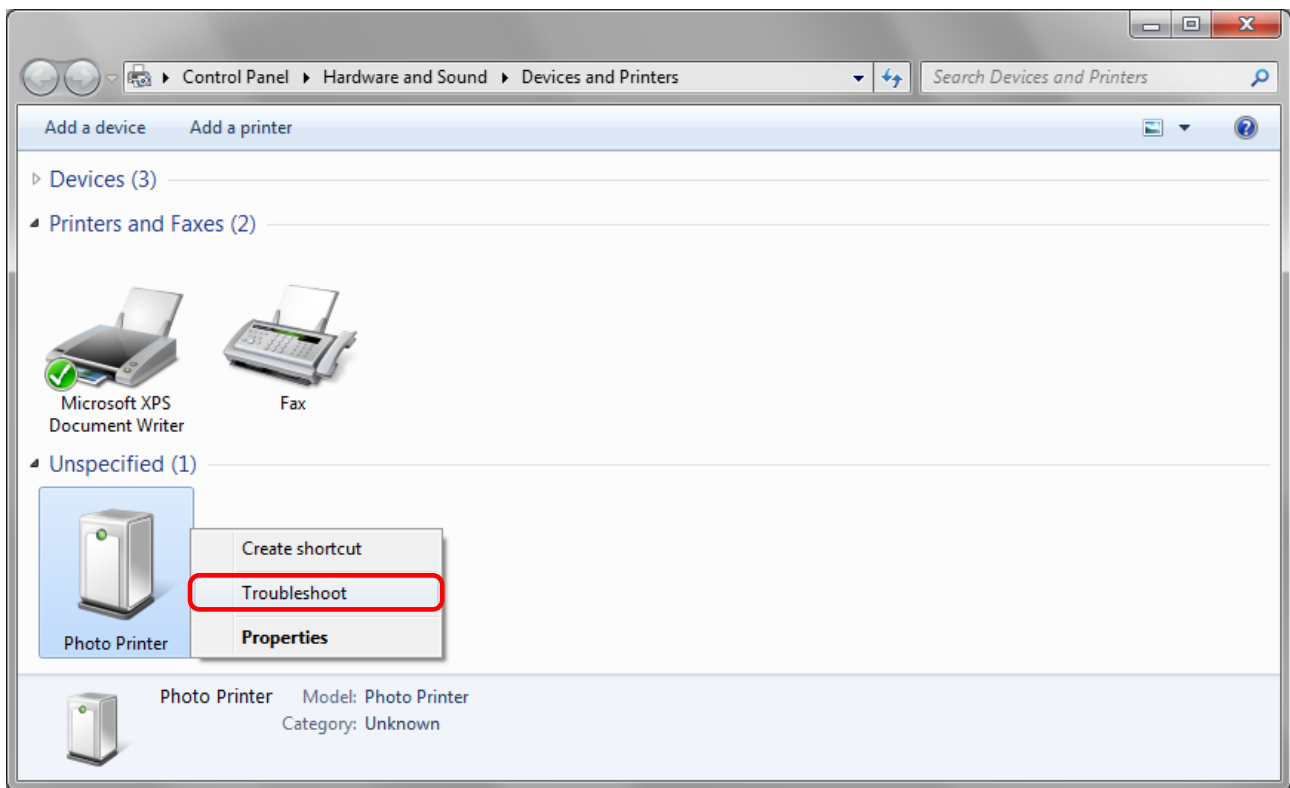 Control Panel Hardware and Sound Devices and Printers Search Devices and Printers
Add a device Add a printer
Devices (3)
Printers and Faxes (2)
Microsoft XPS
Document Writer
Fax
Unspecified (1)
Photo Printer
Create shortcut
Troubleshoot
Properties
Photo Printer Model: Photo Printer
Category: Unknown